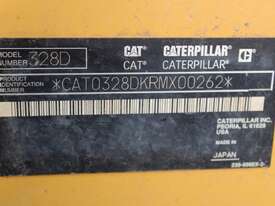 MODEL NUMBER 328D CAT® CATERPILLAR®
CAT® CATERPILLAR®
PRODUCT IDENTIFICATION NUMBER *CAT0328DKRMX00262*
CATERPILLAR INC.
PEORIA, IL 61629
USA
MADE IN
JAPAN